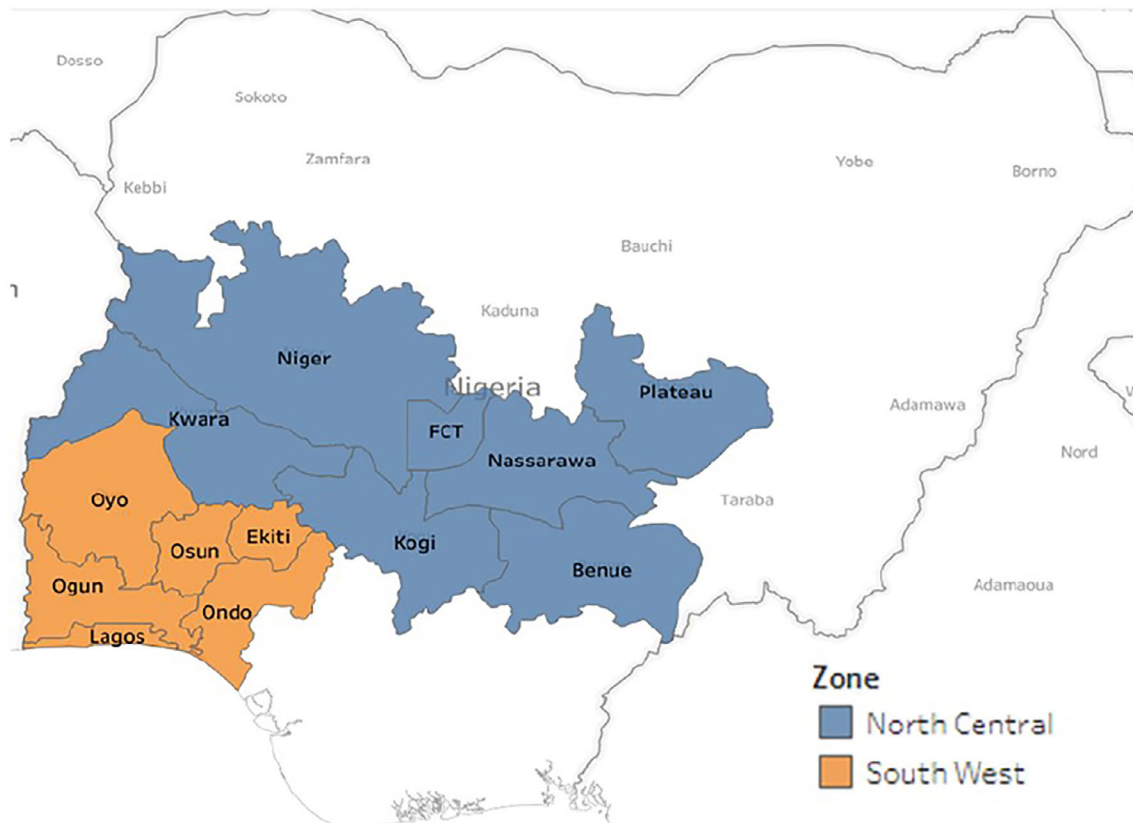 Dosso
Sokoto
Zamfara
Yobe
Borno
Kebbi
Bauchi
n
Kaduna
Niger
Nigeria
Plateau
Adamawa
Kwara
FCT
Nassarawa
Nord
Oyo
Taraba
Osun
Ekiti
Kogi
Benue
Ogun
Adamaoua
Ondo
Lagos
Zone
North Central
South West